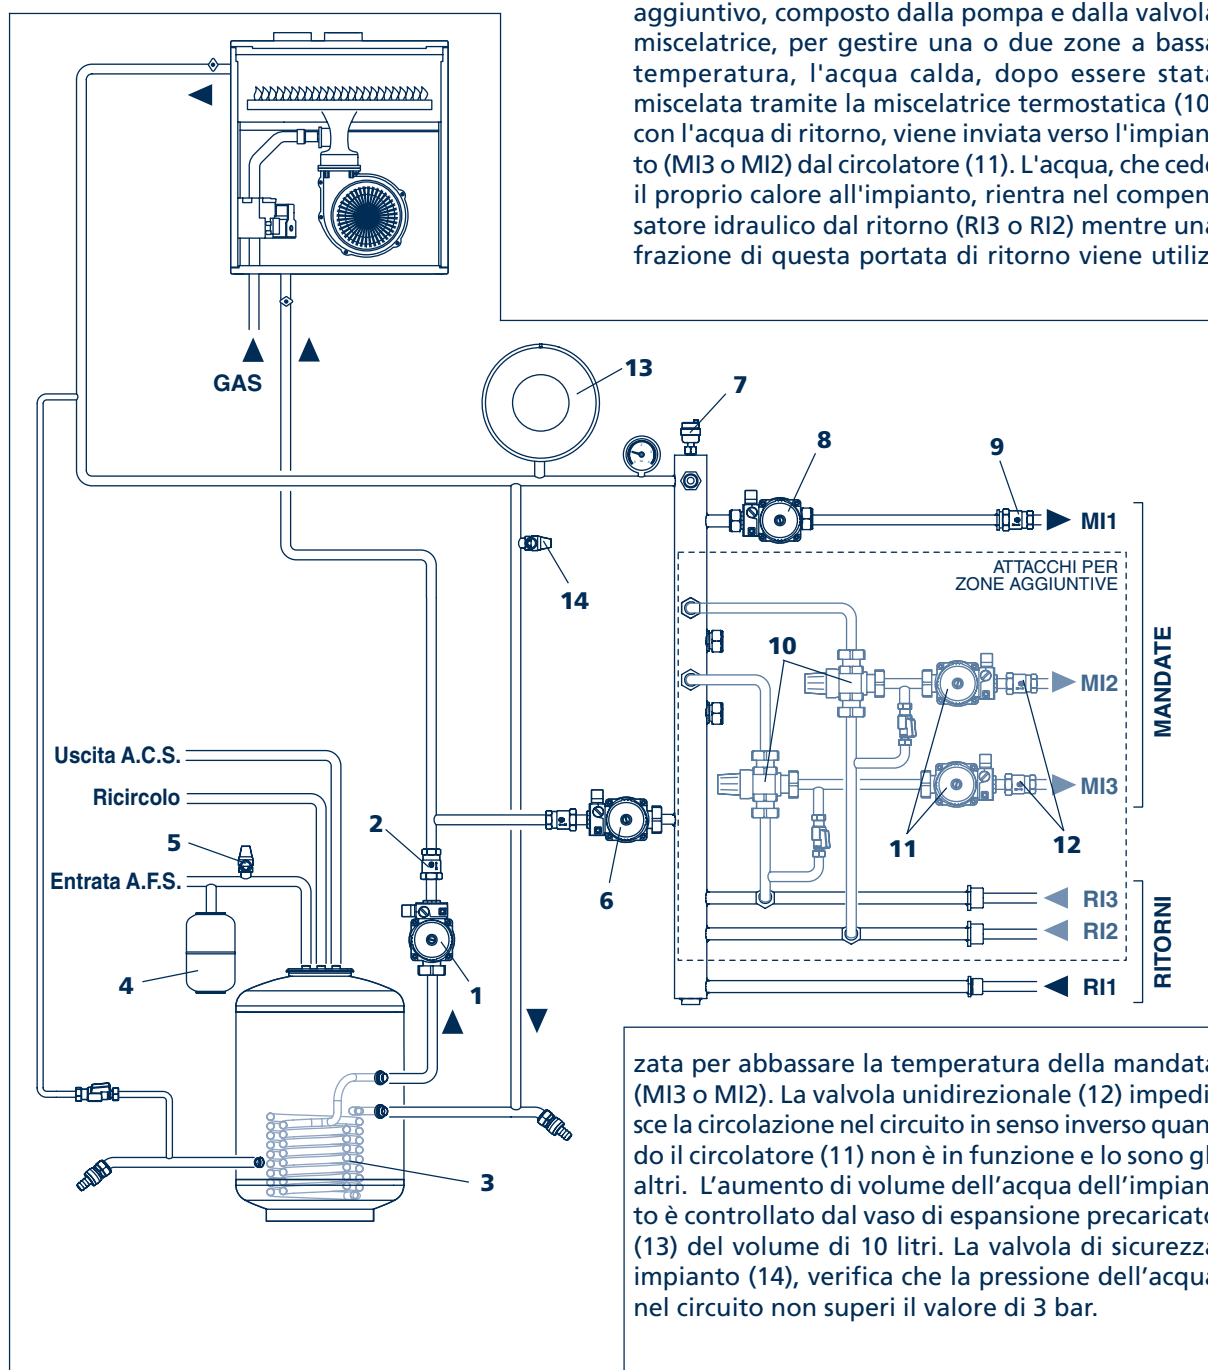 aggiuntivo, composto dalla pompa e dalla valvola
miscelatrice, per gestire una o due zone a bassa
temperatura, l'acqua calda, dopo essere stata
miscelata tramite la miscelatrice termostatica (10)
con l'acqua di ritorno, viene inviata verso l'impian-
to (MI3 o MI2) dal circolatore (11). L'acqua, che cede
il proprio calore all'impianto, rientra nel compen-
satore idraulico dal ritorno (RI3 o RI2) mentre una
frazione di questa portata di ritorno viene utiliz-
GAS
13
7
8
9
MI1
14
ATTACCHI PER
ZONE AGGIUNTIVE
10
MI2
MANDATE
Uscita A.C.S.
Ricircolo
MI3
2
5
11
12
Entrata A.F.S.
6
RI3
RI2
RITORNI
4
1
RI1
3
zata per abbassare la temperatura della mandata
(MI3 o MI2). La valvola unidirezionale (12) impedi-
sce la circolazione nel circuito in senso inverso quan-
do il circolatore (11) non è in funzione e lo sono gli
altri. L’aumento di volume dell’acqua dell’impian-
to è controllato dal vaso di espansione precaricato
(13) del volume di 10 litri. La valvola di sicurezza
impianto (14), verifica che la pressione dell’acqua
nel circuito non superi il valore di 3 bar.